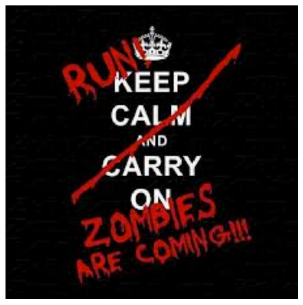 RUN!
KEEP
CALM
AND
CARRY
ON
ZOMBIES
ARE COMING!!!